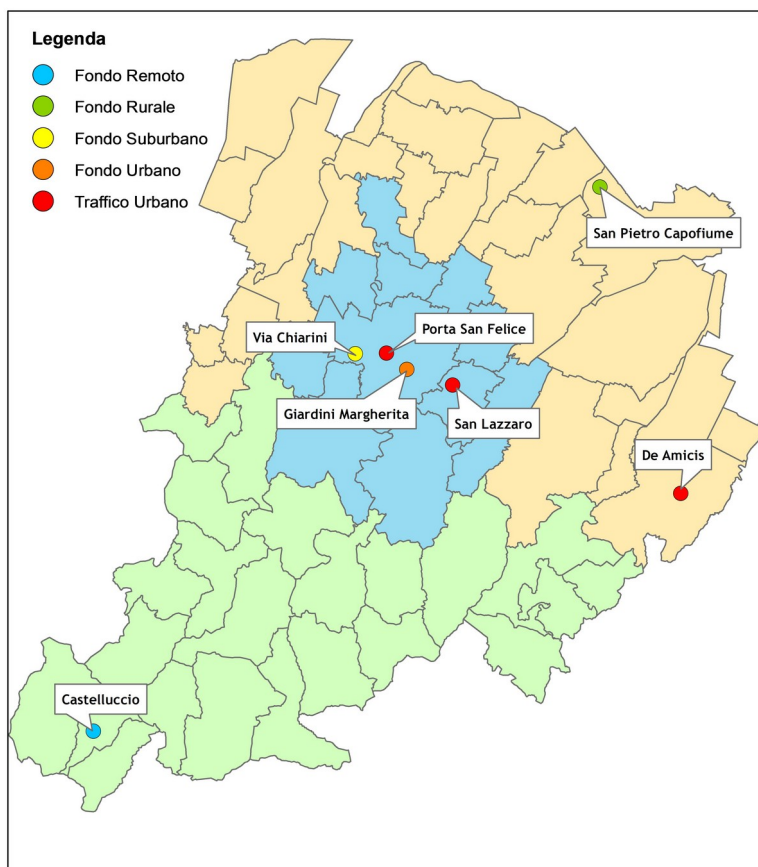 Legenda
Fondo Remoto
Fondo Rurale
Fondo Suburbano
Fondo Urbano
Traffico Urbano
San Pietro Capofiume
Via Chiarini
Porta San Felice
Giardini Margherita
San Lazzaro
De Amicis
Castelluccio